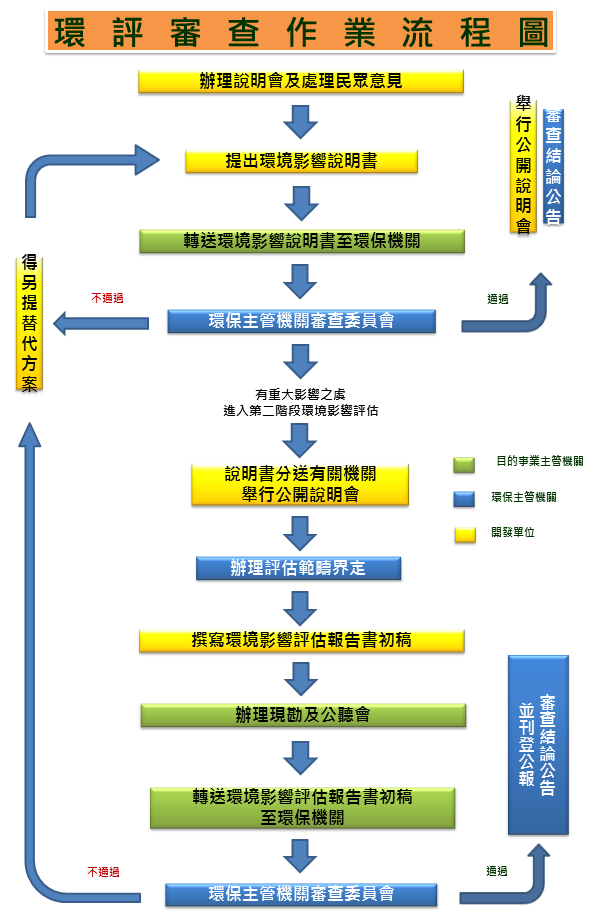 環評審查作業流程圖
辦理說明會及處理民眾意見
提出環境影響說明書
轉送環境影響說明書至環保機關
環保主管機關審查委員會
不通過
得另提替代方案
通過
舉行公開說明會
審查結論公告
有重大影響之虞
進入第二階段環境影響評估
說明書分送有關機關
舉行公開說明會
目的事業主管機關
環保主管機關
開發單位
辦理評估範疇界定
撰寫環境影響評估報告書初稿
辦理現勘及公聽會
轉送環境影響評估報告書初稿
至環保機關
環保主管機關審查委員會
不通過
通過
審查結論公告
並刊登公報